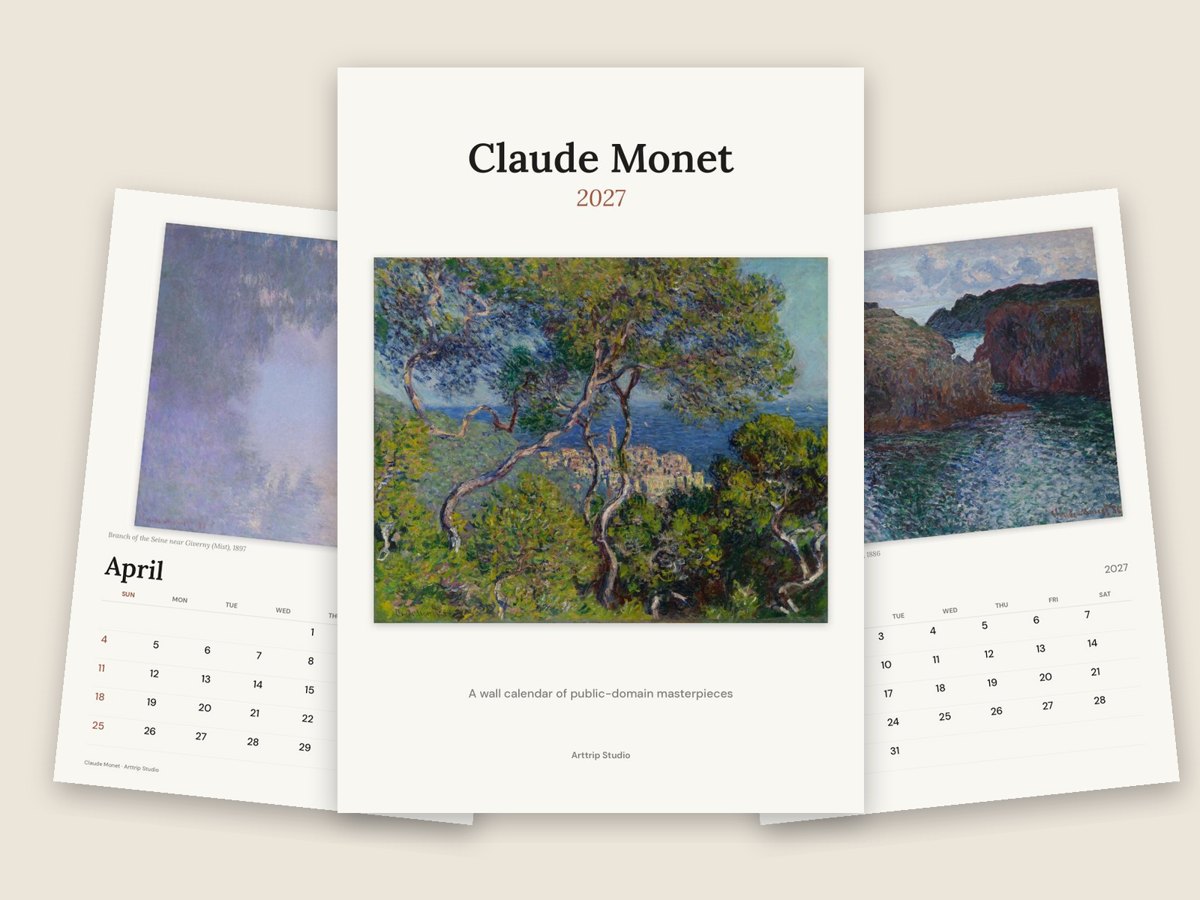 Claude Monet
2027
A wall calendar of public-domain masterpieces
Arttrip Studio
Branch of the Seine near Giverny (Mist), 1897
April
SUN MON TUE WED
1
4 5 6 7 8
11 12 13 14 15
18 19 20 21 22
25 26 27 28 29
Claude Monet · Arttrip Studio
, 1886
2027
TUE WED THU FRI SAT
3 4 5 6 7
10 11 12 13 14
17 18 19 20 21
24 25 26 27 28
31